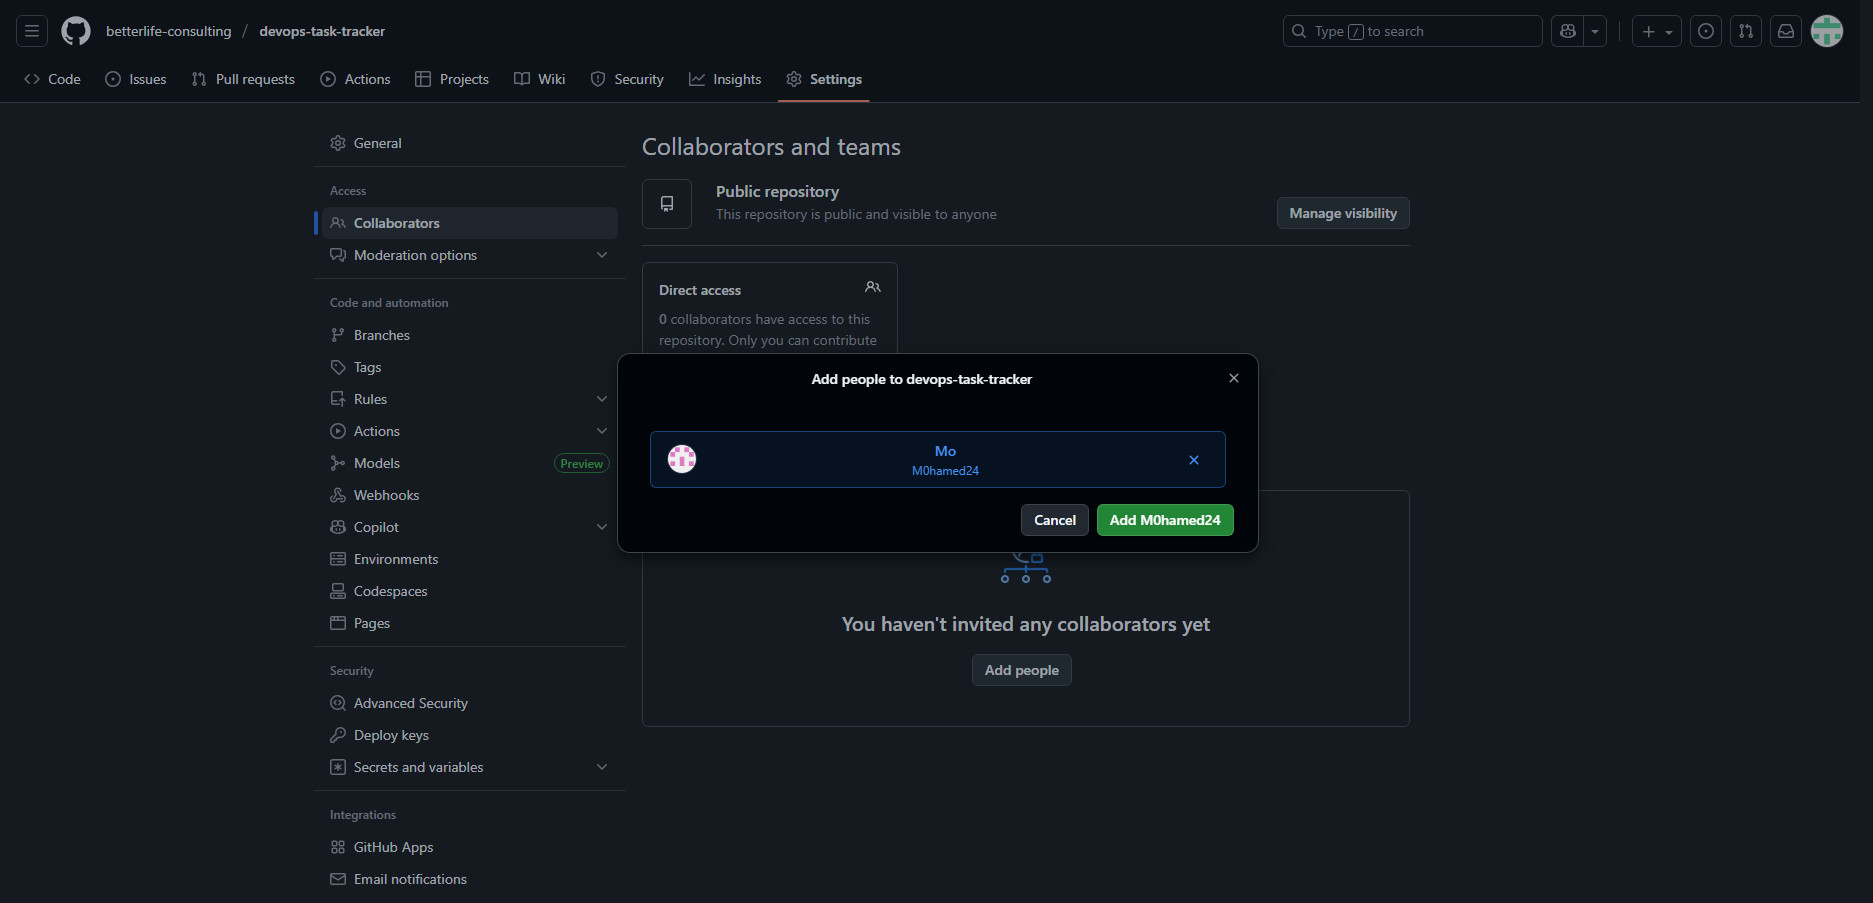 betterlife-consulting / devops-task-tracker
Type / to search
Code
Issues
Pull requests
Actions
Projects
Wiki
Security
Insights
Settings
General
Access
Collaborators
Moderation options
Code and automation
Branches
Tags
Rules
Actions
Models
Preview
Webhooks
Copilot
Environments
Codespaces
Pages
Security
Advanced Security
Deploy keys
Secrets and variables
Integrations
GitHub Apps
Email notifications
Collaborators and teams
Public repository
This repository is public and visible to anyone
Manage visibility
Direct access
0 collaborators have access to this
repository. Only you can contribute
Add people to devops-task-tracker
Mo
M0hamed24
Cancel
Add M0hamed24
You haven't invited any collaborators yet
Add people